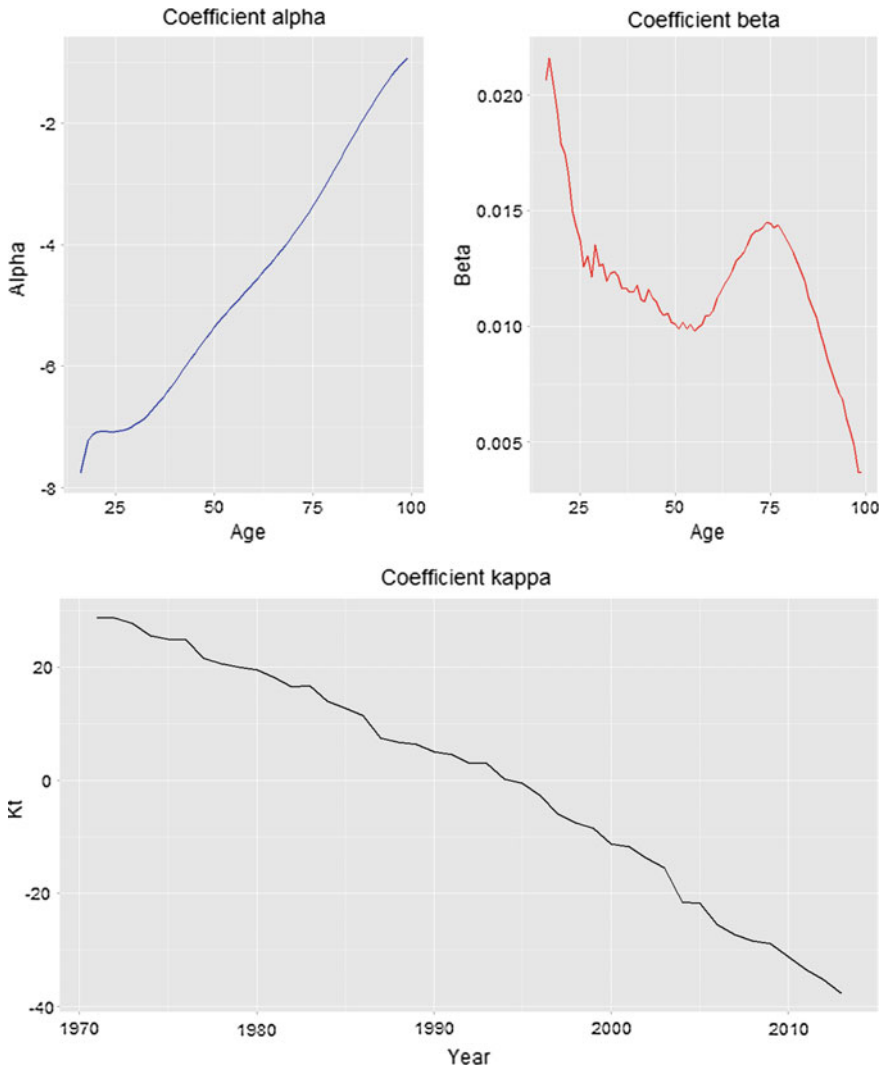 Coefficient alpha
Alpha
-2
-4
-6
-8
25
50
75
100
Age
Coefficient beta
Beta
0.020
0.015
0.010
0.005
25
50
75
100
Age
Coefficient kappa
Kt
20
0
-20
-40
1970
1980
1990
2000
2010
Year